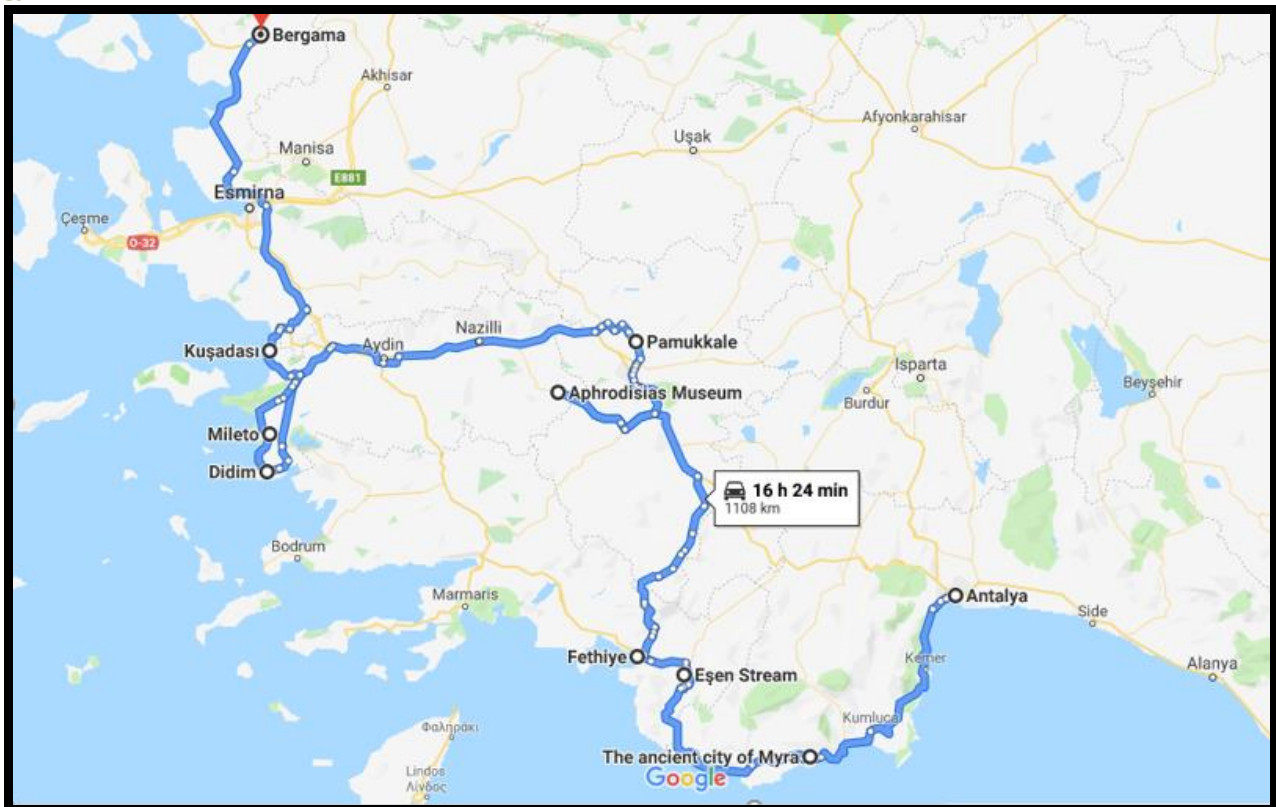 Bergama
Akhisar
Afyonkarahisar
Uşak
Manisa
E881
Esmirna
Çeşme
O-32
Nazilli
Aydin
Pamukkale
Kuşadası
Isparta
Beyşehir
Aphrodisias Museum
Burdur
Mileto
Didim
16 h 24 min
1108 km
Bodrum
Marmaris
Antalya
Side
Fethiye
Kemer
Alanya
Eşen Stream
Kumluca
Φαληράκι
The ancient city of Myra
Lindos
Λίνδος
Google